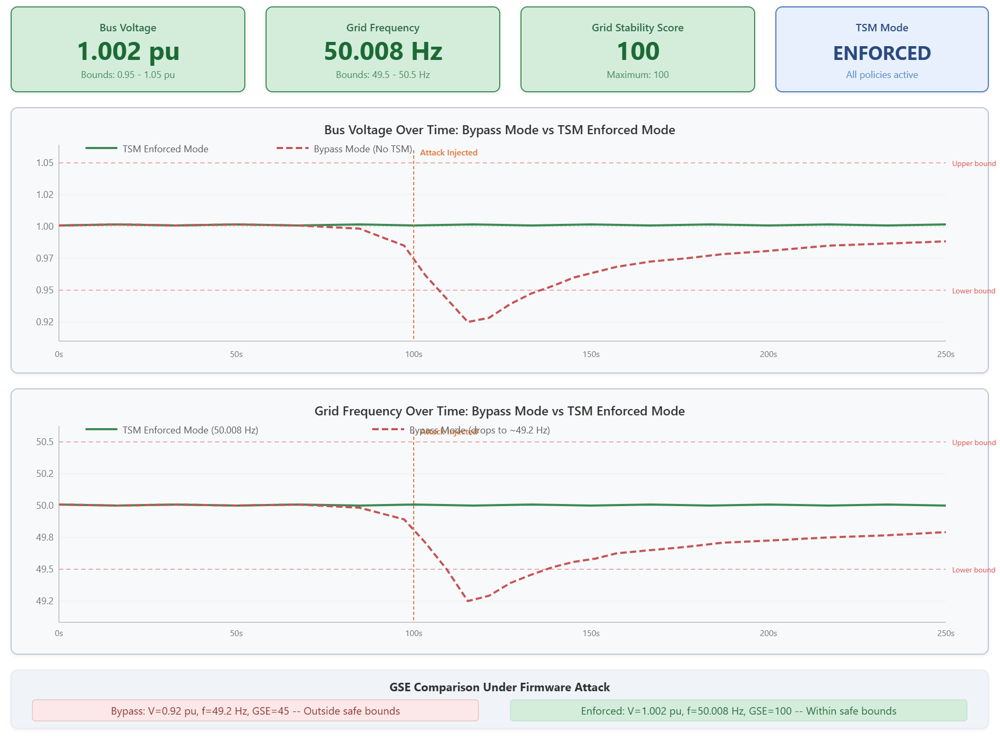 Bus Voltage
1.002 pu
Bounds: 0.95 - 1.05 pu
Grid Frequency
50.008 Hz
Bounds: 49.5 - 50.5 Hz
Grid Stability Score
100
Maximum: 100
TSM Mode
ENFORCED
All policies active
Bus Voltage Over Time: Bypass Mode vs TSM Enforced Mode
TSM Enforced Mode
Bypass Mode (No TSM)
Attack Injected
1.05
Upper bound
1.02
1.00
0.97
0.95
Lower bound
0.92
0s
50s
100s
150s
200s
250s
Grid Frequency Over Time: Bypass Mode vs TSM Enforced Mode
TSM Enforced Mode (50.008 Hz)
Bypass Mode (drops to ~49.2 Hz)
Attack Injected
50.5
Upper bound
50.2
50.0
49.8
49.5
Lower bound
49.2
0s
50s
100s
150s
200s
250s
GSE Comparison Under Firmware Attack
Bypass: V=0.92 pu, f=49.2 Hz, GSE=45 -- Outside safe bounds
Enforced: V=1.002 pu, f=50.008 Hz, GSE=100 -- Within safe bounds